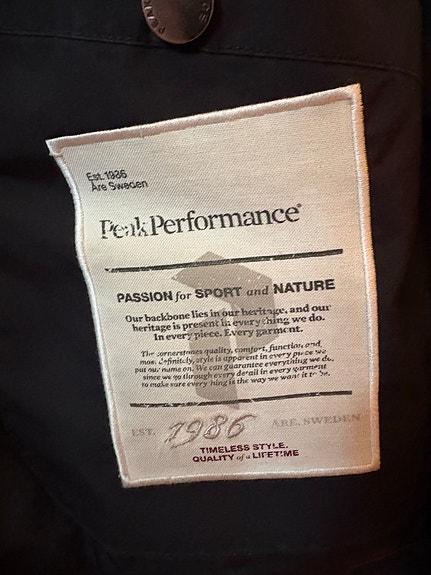 Est. 1986
Åre Sweden
PeakPerformance®
PASSION for SPORT and NATURE
Our backbone lies in our heritage, and our
heritage is present in everything we do.
In every piece. Every garment.
The cornerstones quality, comfort, function, and,
most definitely, style is apparent in every piece we
put our name on. We can guarantee everything we do,
since we go through every detail in every garment
to make sure everything is the way we want it to be.
EST. 1986 ÅRE. SWEDEN
TIMELESS STYLE.
QUALITY of a LIFETIME